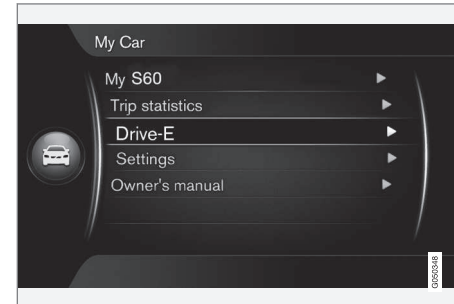 My Car
My S60
Trip statistics
Drive-E
Settings
Owner's manual
G050348